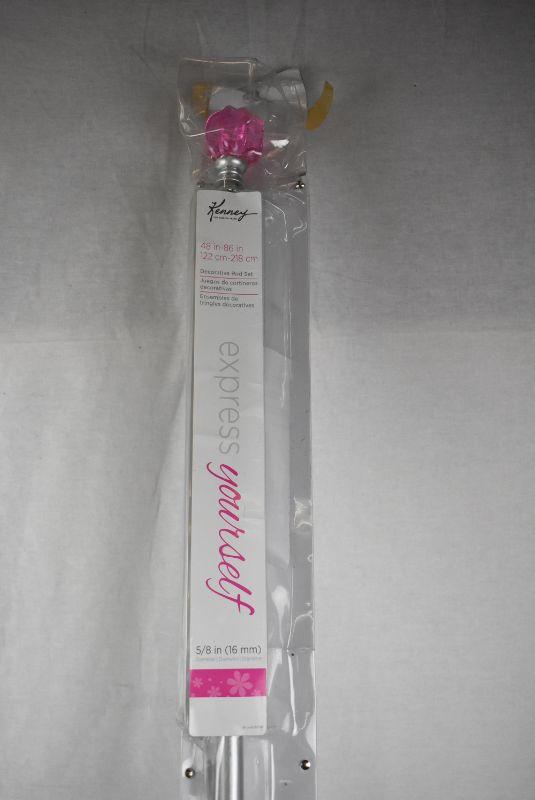 Kenney
48 in-86 in
122 cm-218 cm
Decorative Rod Set
Juegos de cortineros
decorativos
Ensembles de
tringles décoratives
express yourself
5/8 in (16 mm)